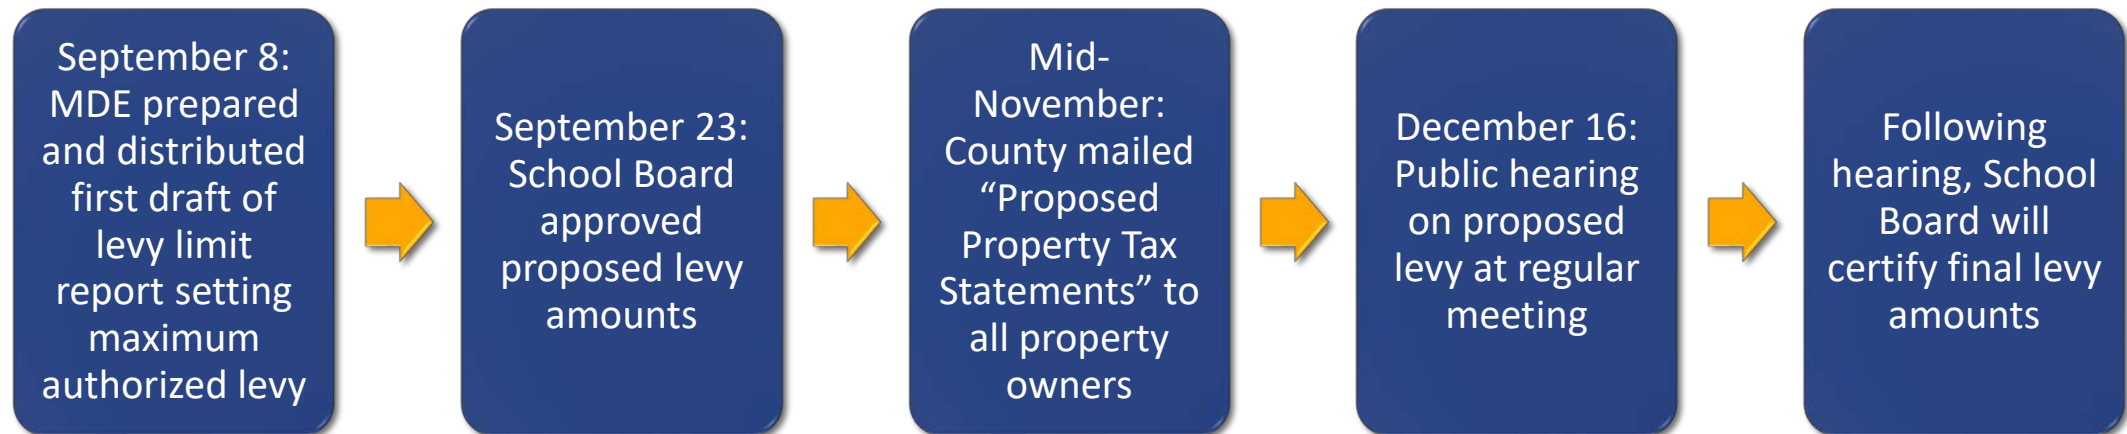 September 8:
MDE prepared
and distributed
first draft of
levy limit
report setting
maximum
authorized levy
September 23:
School Board
approved
proposed levy
amounts
Mid-
November:
County mailed
“Proposed
Property Tax
Statements” to
all property
owners
December 16:
Public hearing
on proposed
levy at regular
meeting
Following
hearing, School
Board will
certify final levy
amounts